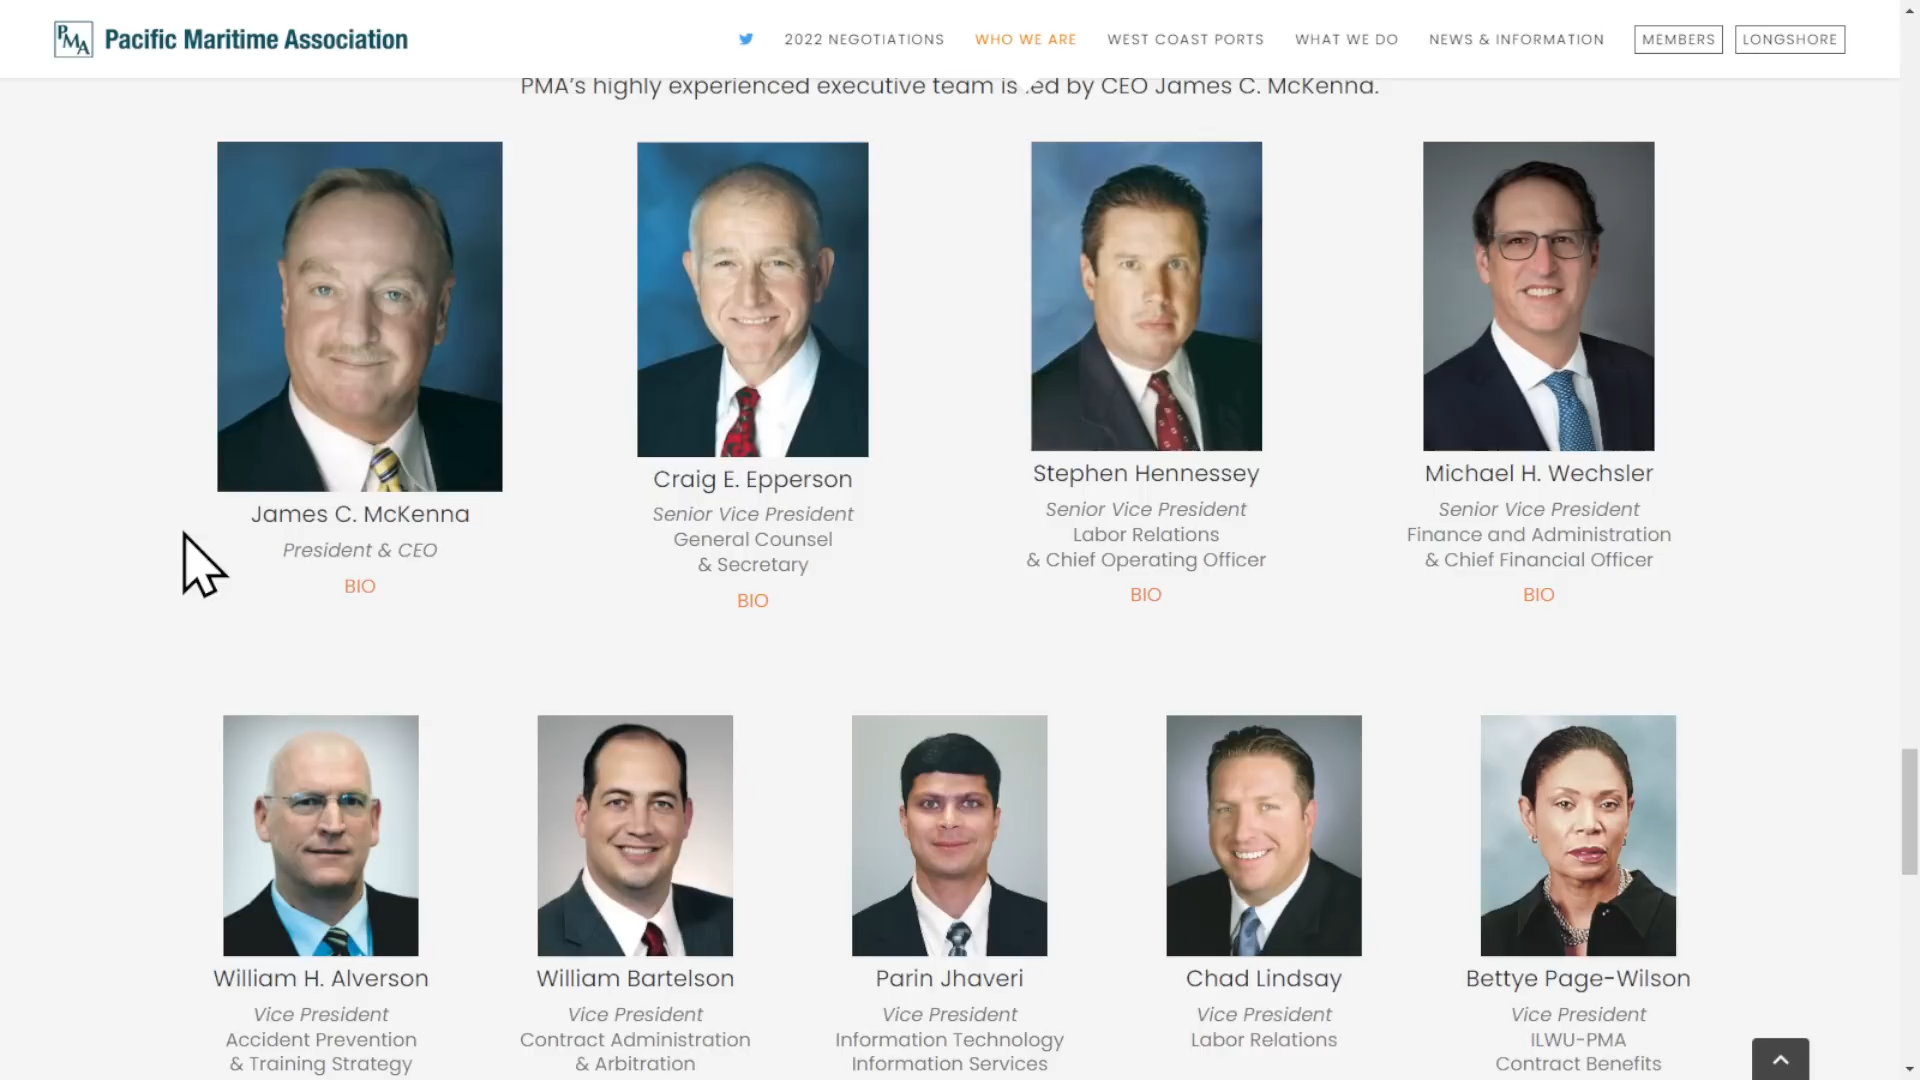 PMA Pacific Maritime Association
2022 NEGOTIATIONS WHO WE ARE WEST COAST PORTS WHAT WE DO NEWS & INFORMATION MEMBERS LONGSHORE
PMA's highly experienced executive team is led by CEO James C. McKenna.
James C. McKenna
President & CEO
BIO
Craig E. Epperson
Senior Vice President
General Counsel
& Secretary
BIO
Stephen Hennessey
Senior Vice President
Labor Relations
& Chief Operating Officer
BIO
Michael H. Wechsler
Senior Vice President
Finance and Administration
& Chief Financial Officer
BIO
William H. Alverson
Vice President
Accident Prevention
& Training Strategy
William Bartelson
Vice President
Contract Administration
& Arbitration
Parin Jhaveri
Vice President
Information Technology
Information Services
Chad Lindsay
Vice President
Labor Relations
Bettye Page-Wilson
Vice President
ILWU-PMA
Contract Benefits